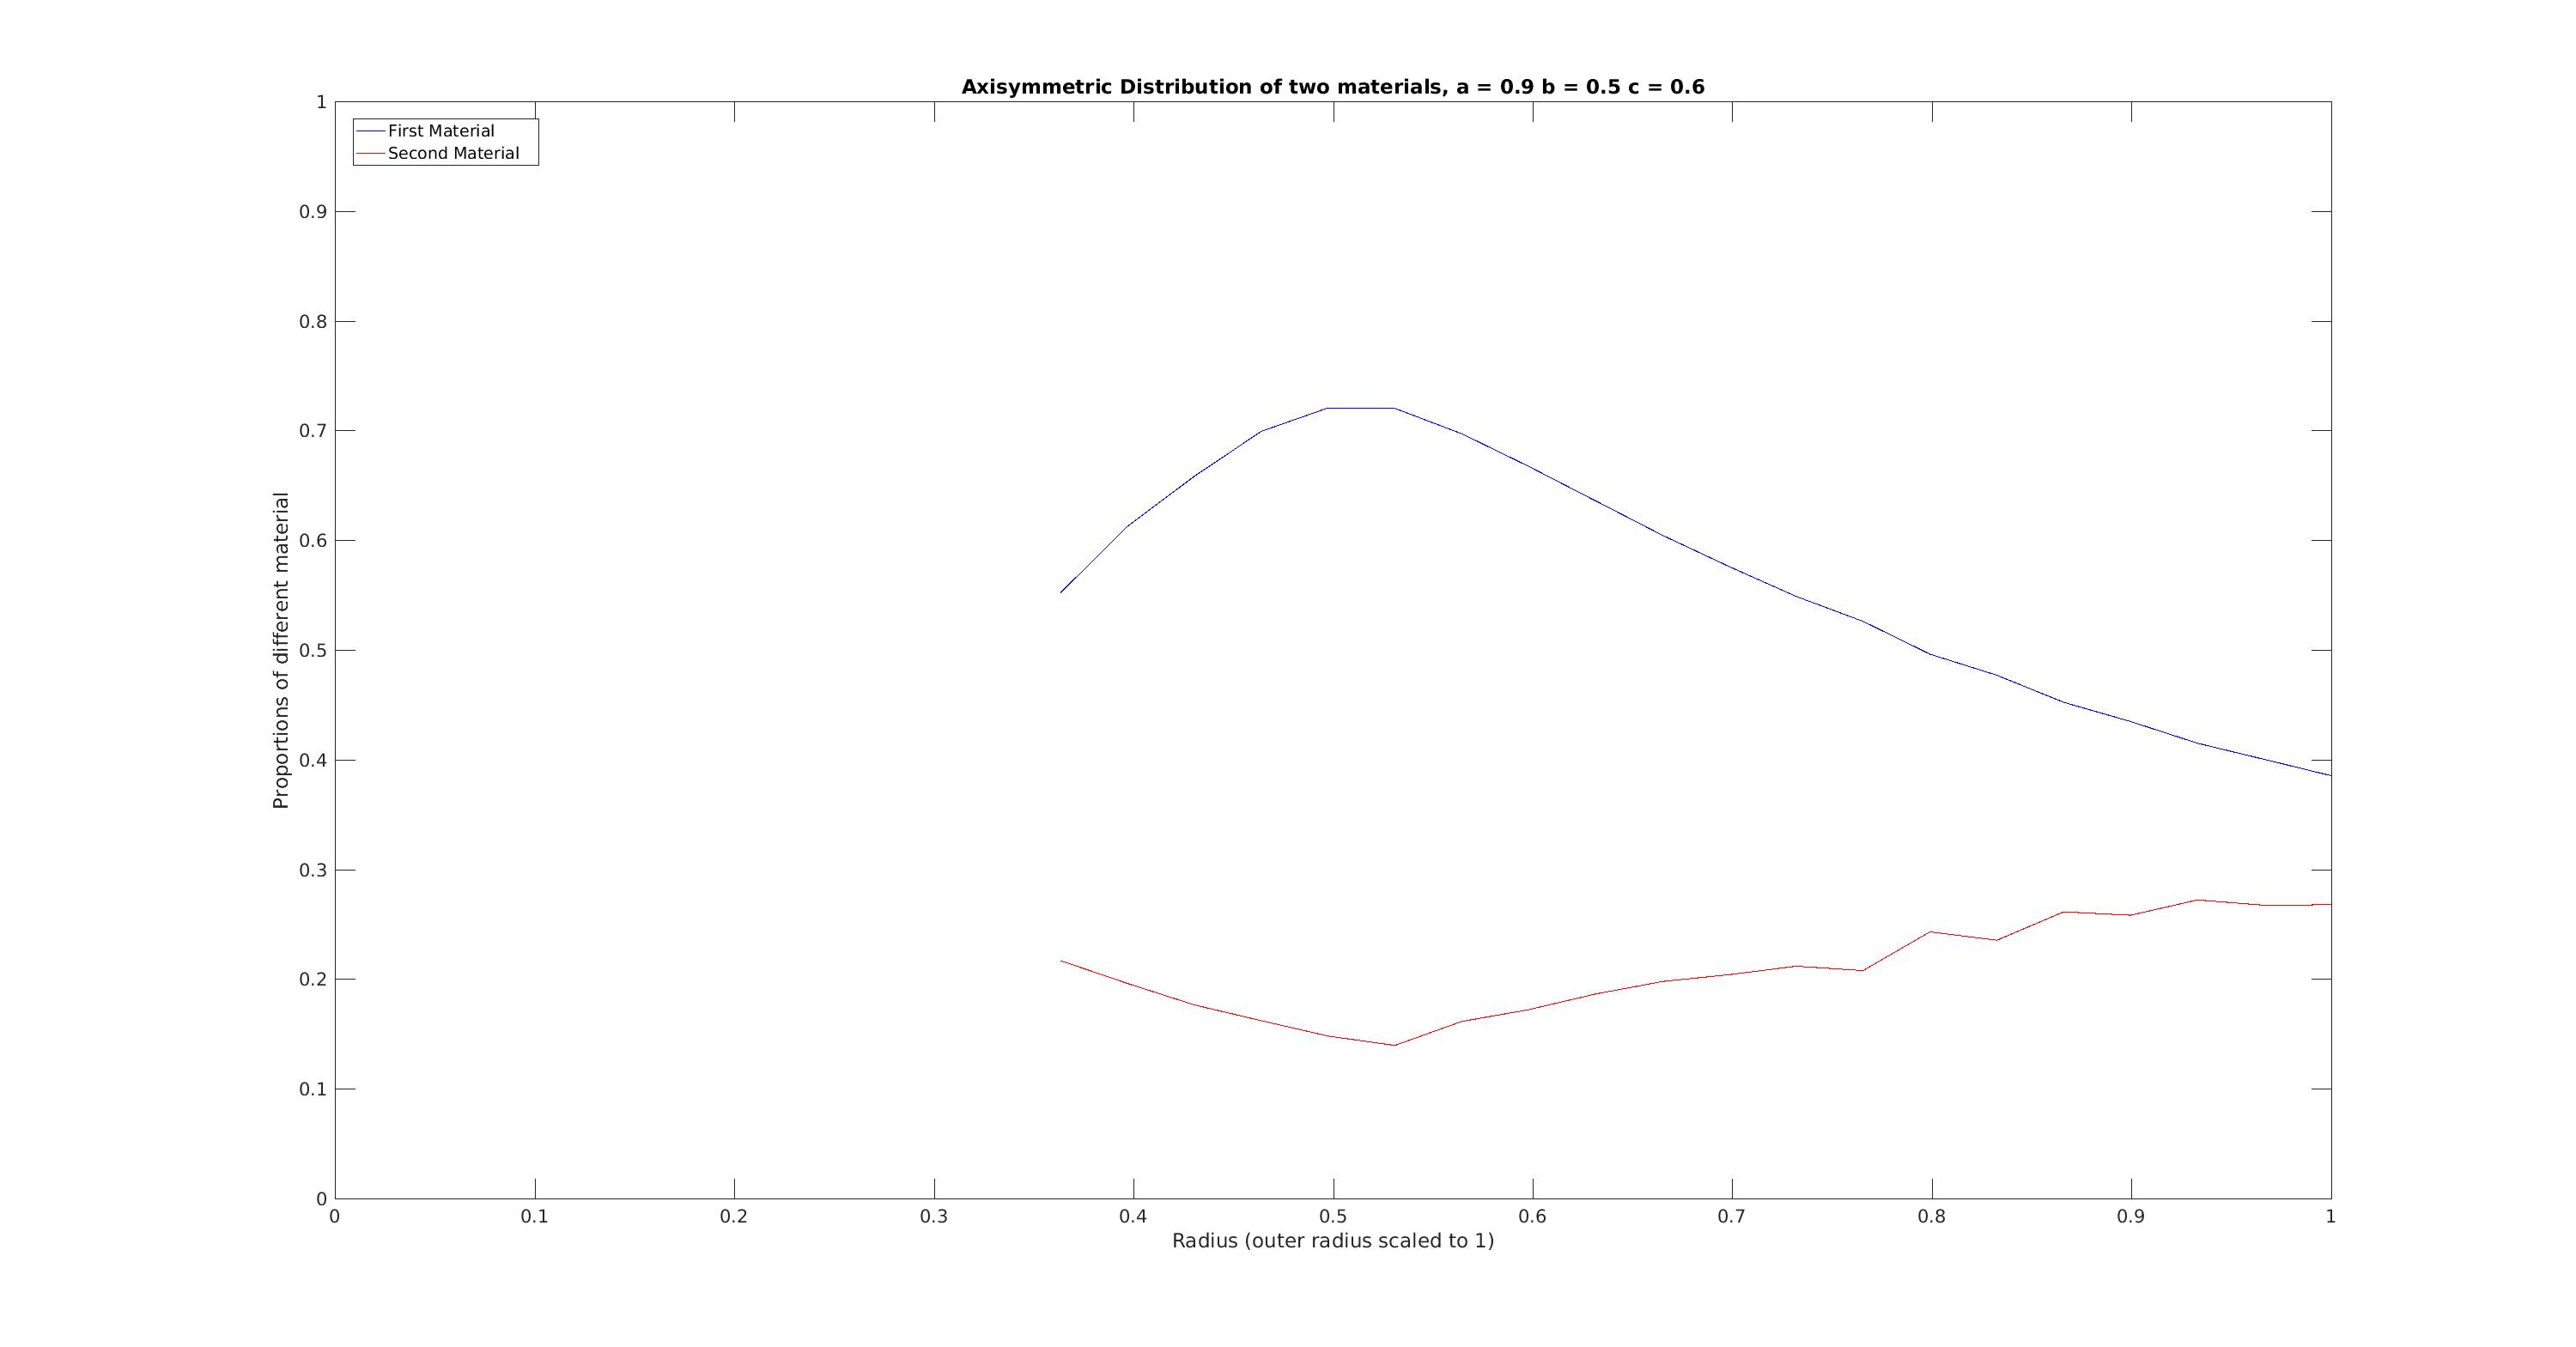 Axisymmetric Distribution of two materials, a = 0.9 b = 0.5 c = 0.6
First Material
Second Material
Proportions of different material
1
0.9
0.8
0.7
0.6
0.5
0.4
0.3
0.2
0.1
0
0 0.1 0.2 0.3 0.4 0.5 0.6 0.7 0.8 0.9 1
Radius (outer radius scaled to 1)